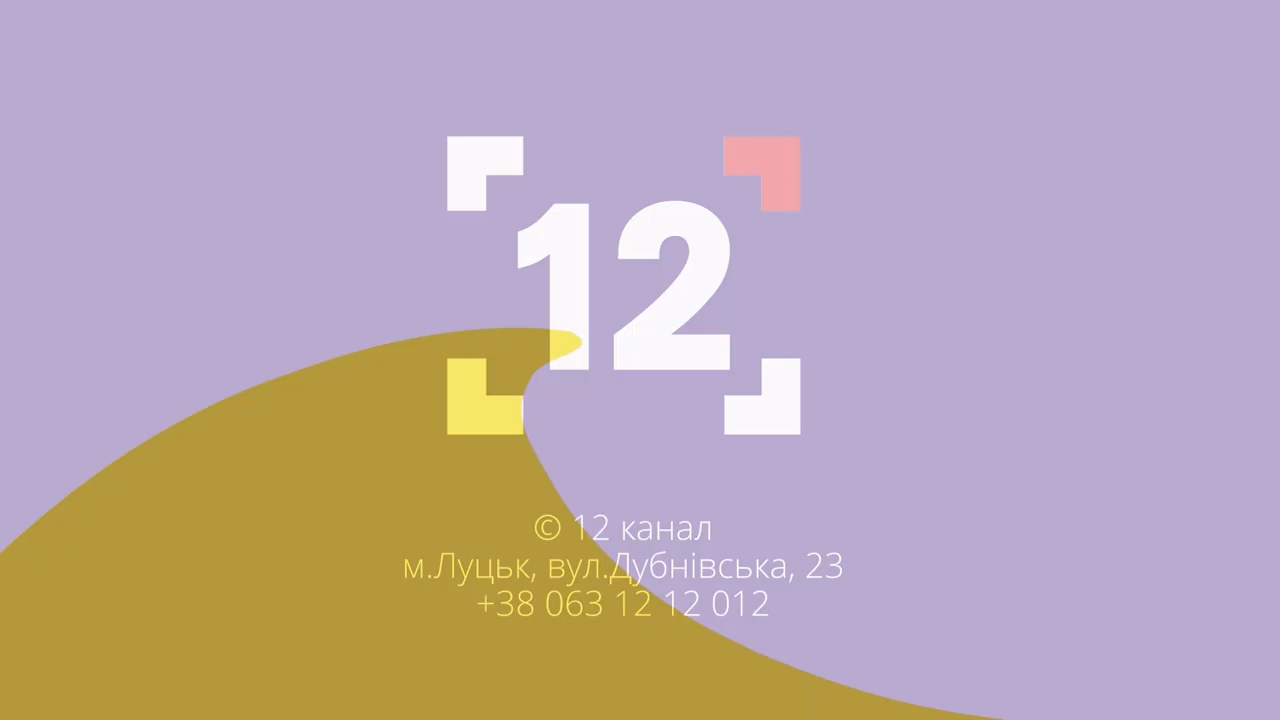 12
© 12 канал
м.Луцьк, вул.Дубнівська, 23
+38 063 12 12 012